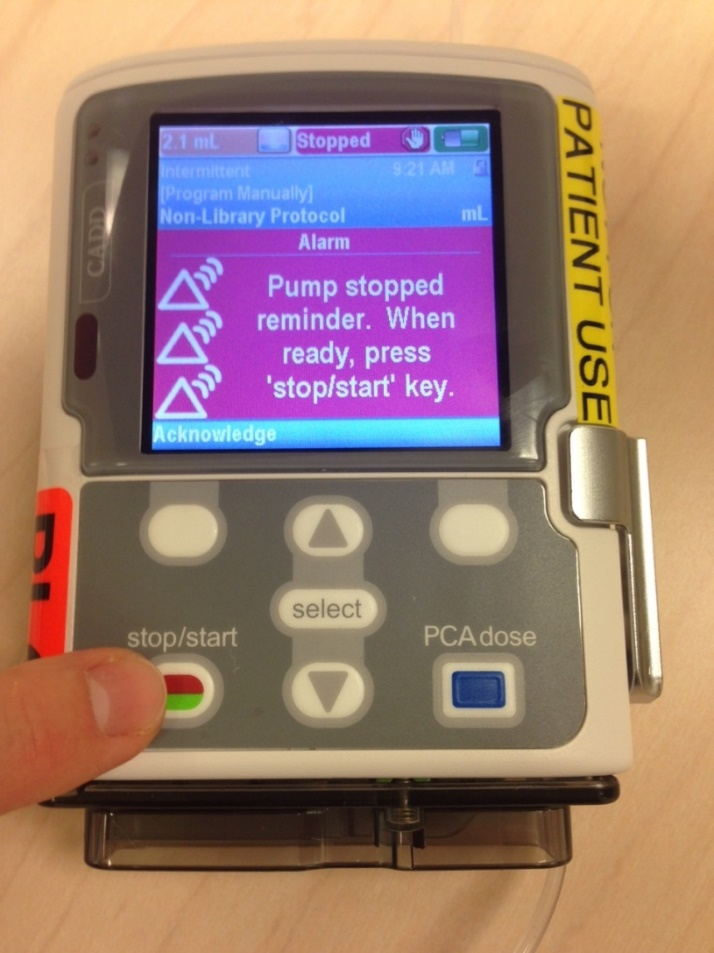 2.1 mL
Stopped
Intermittent 9:21 AM
[Program Manually]
Non-Library Protocol mL
Alarm
Pump stopped
reminder. When
ready, press
'stop/start' key.
Acknowledge
CADD
PATIENT USE
select
stop/start
PCA dose